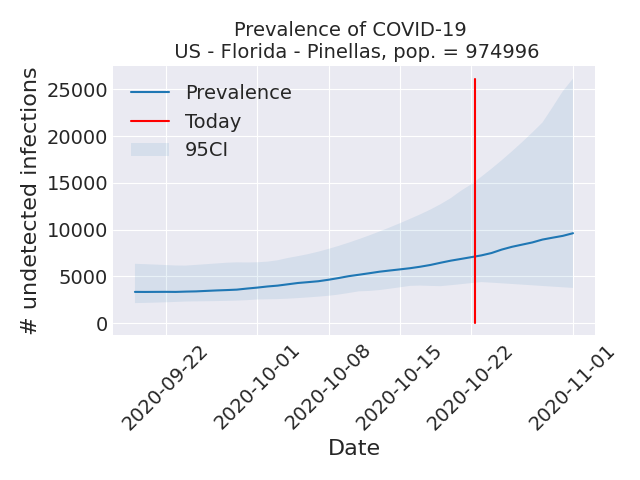 Prevalence of COVID-19
US - Florida - Pinellas, pop. = 974996
# undetected infections
25000
20000
15000
10000
5000
0
Prevalence
Today
95CI
2020-09-22
2020-10-01
2020-10-08
2020-10-15
2020-10-22
2020-11-01
Date